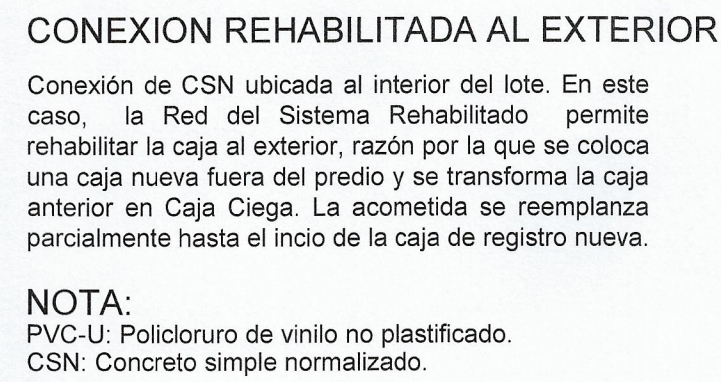 CONEXION REHABILITADA AL EXTERIOR
Conexión de CSN ubicada al interior del lote. En este
caso, la Red del Sistema Rehabilitado permite
rehabilitar la caja al exterior, razón por la que se coloca
una caja nueva fuera del predio y se transforma la caja
anterior en Caja Ciega. La acometida se reemplanza
parcialmente hasta el incio de la caja de registro nueva.
NOTA:
PVC-U: Policloruro de vinilo no plastificado.
CSN: Concreto simple normalizado.